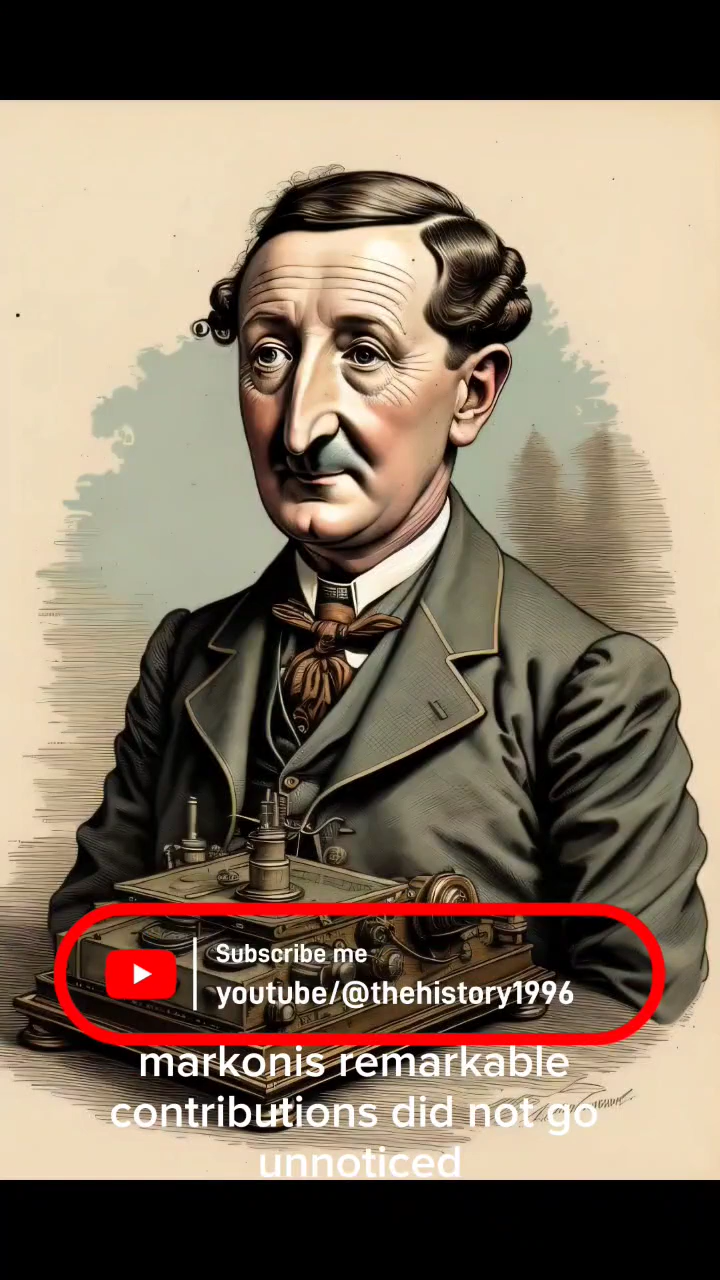 Subscribe me
youtube/@thehistory1996
markonis remarkable
contributions did not go
unnoticed